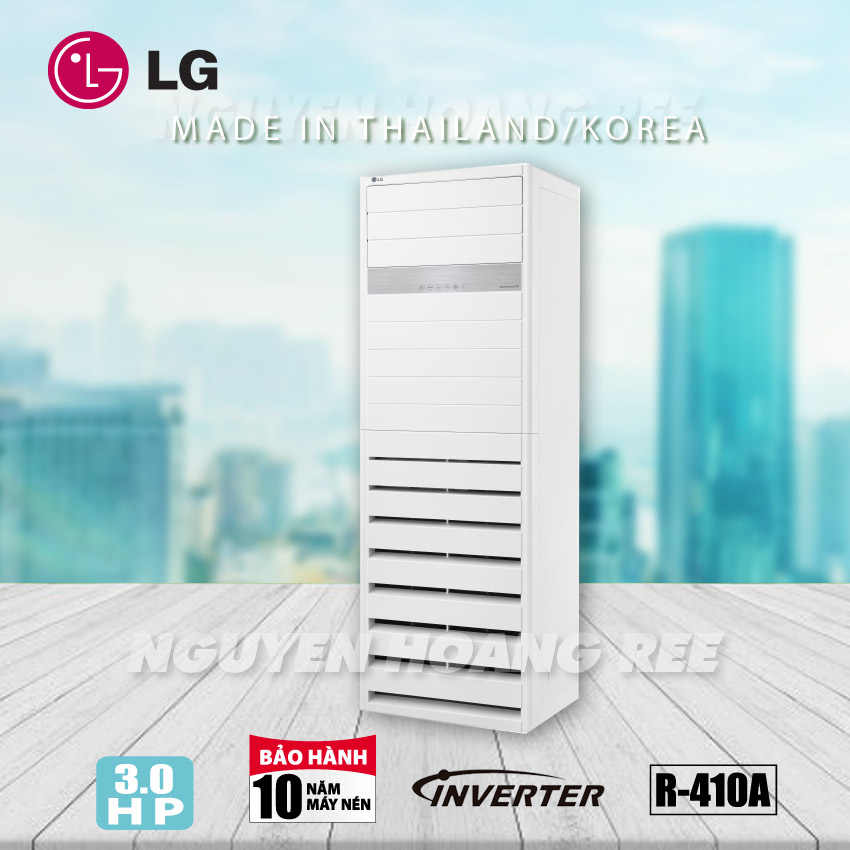 LG
NGUYEN HOANG REE
MADE IN THAILAND/KOREA
LG
NGUYEN HOANG REE
3.0
HP
BẢO HÀNH
10 NĂM
MÁY NÉN
INVERTER
R-410A